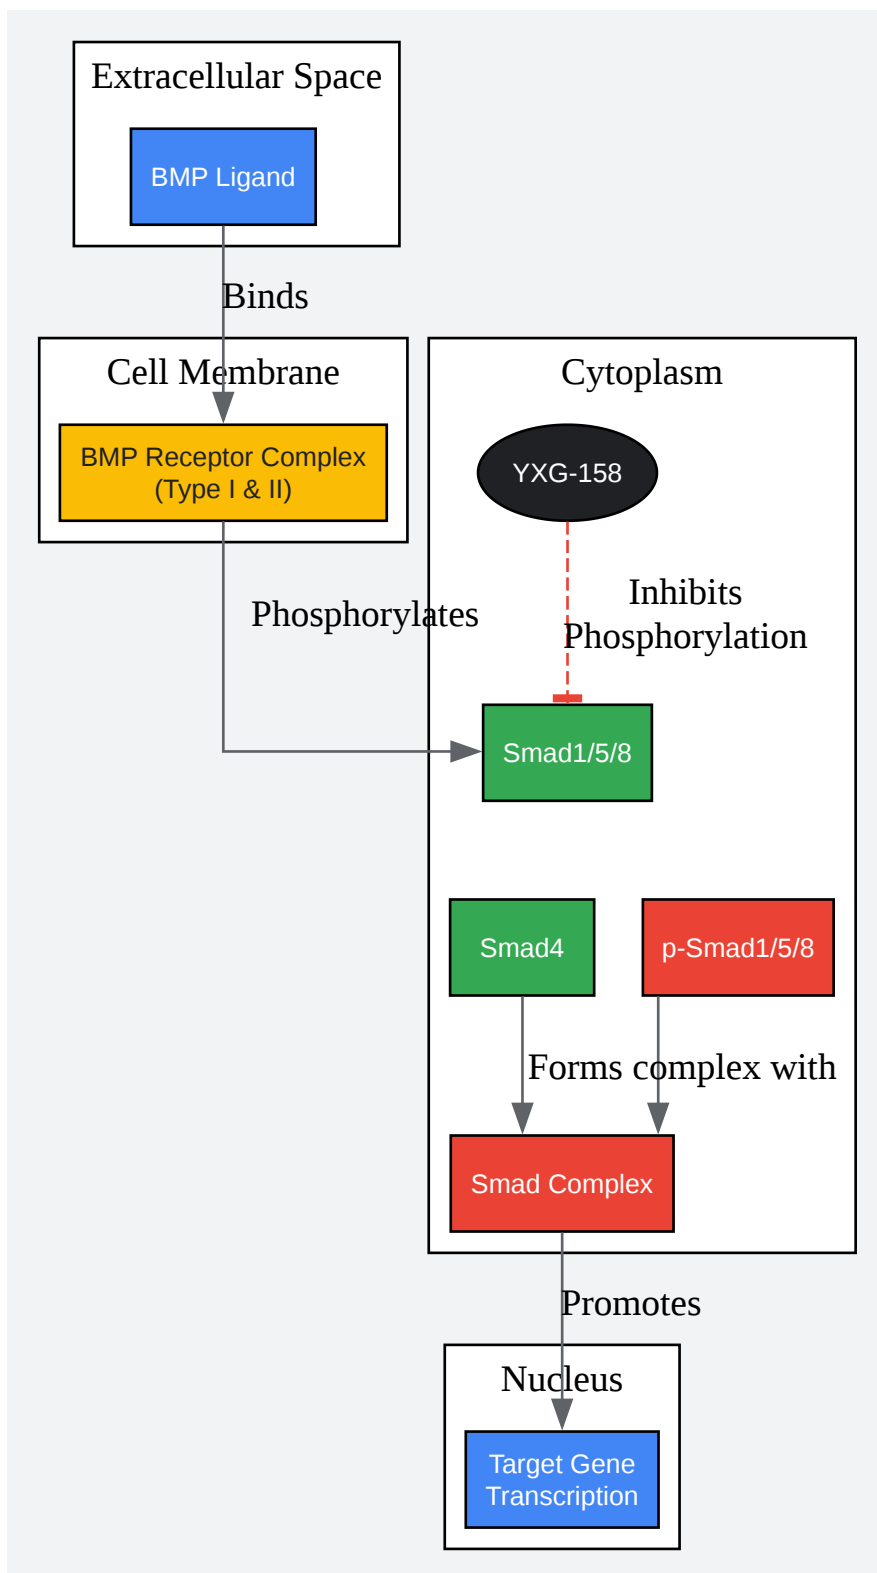 Extracellular Space
BMP Ligand
Binds
Cell Membrane
BMP Receptor Complex
(Type I & II)
Cytoplasm
YXG-158
Phosphorylates
Inhibits
Phosphorylation
Smad1/5/8
Smad4
p-Smad1/5/8
Forms complex with
Smad Complex
Promotes
Nucleus
Target Gene
Transcription